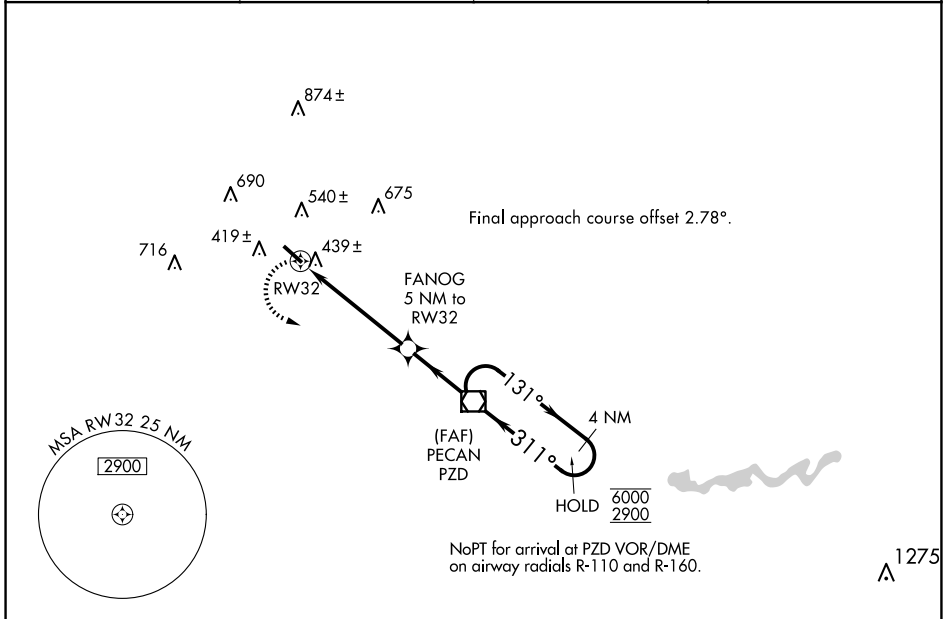 874±
690
540±
675
Final approach course offset 2.78°.
716
419±
439±
RW32
FANOG
5 NM to
RW32
131°
4 NM
311°
(FAF)
PECAN
PZD
MSA RW32 25 NM
2900
HOLD
6000
2900
NoPT for arrival at PZD VOR/DME
on airway radials R-110 and R-160.
1275